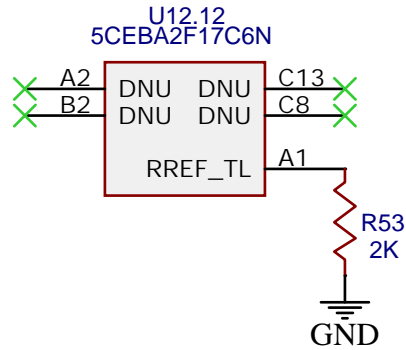 U12.12
5CEBA2F17C6N
A2 DNU DNU C13
B2 DNU DNU C8
RREF_TL A1
R53
2K
GND